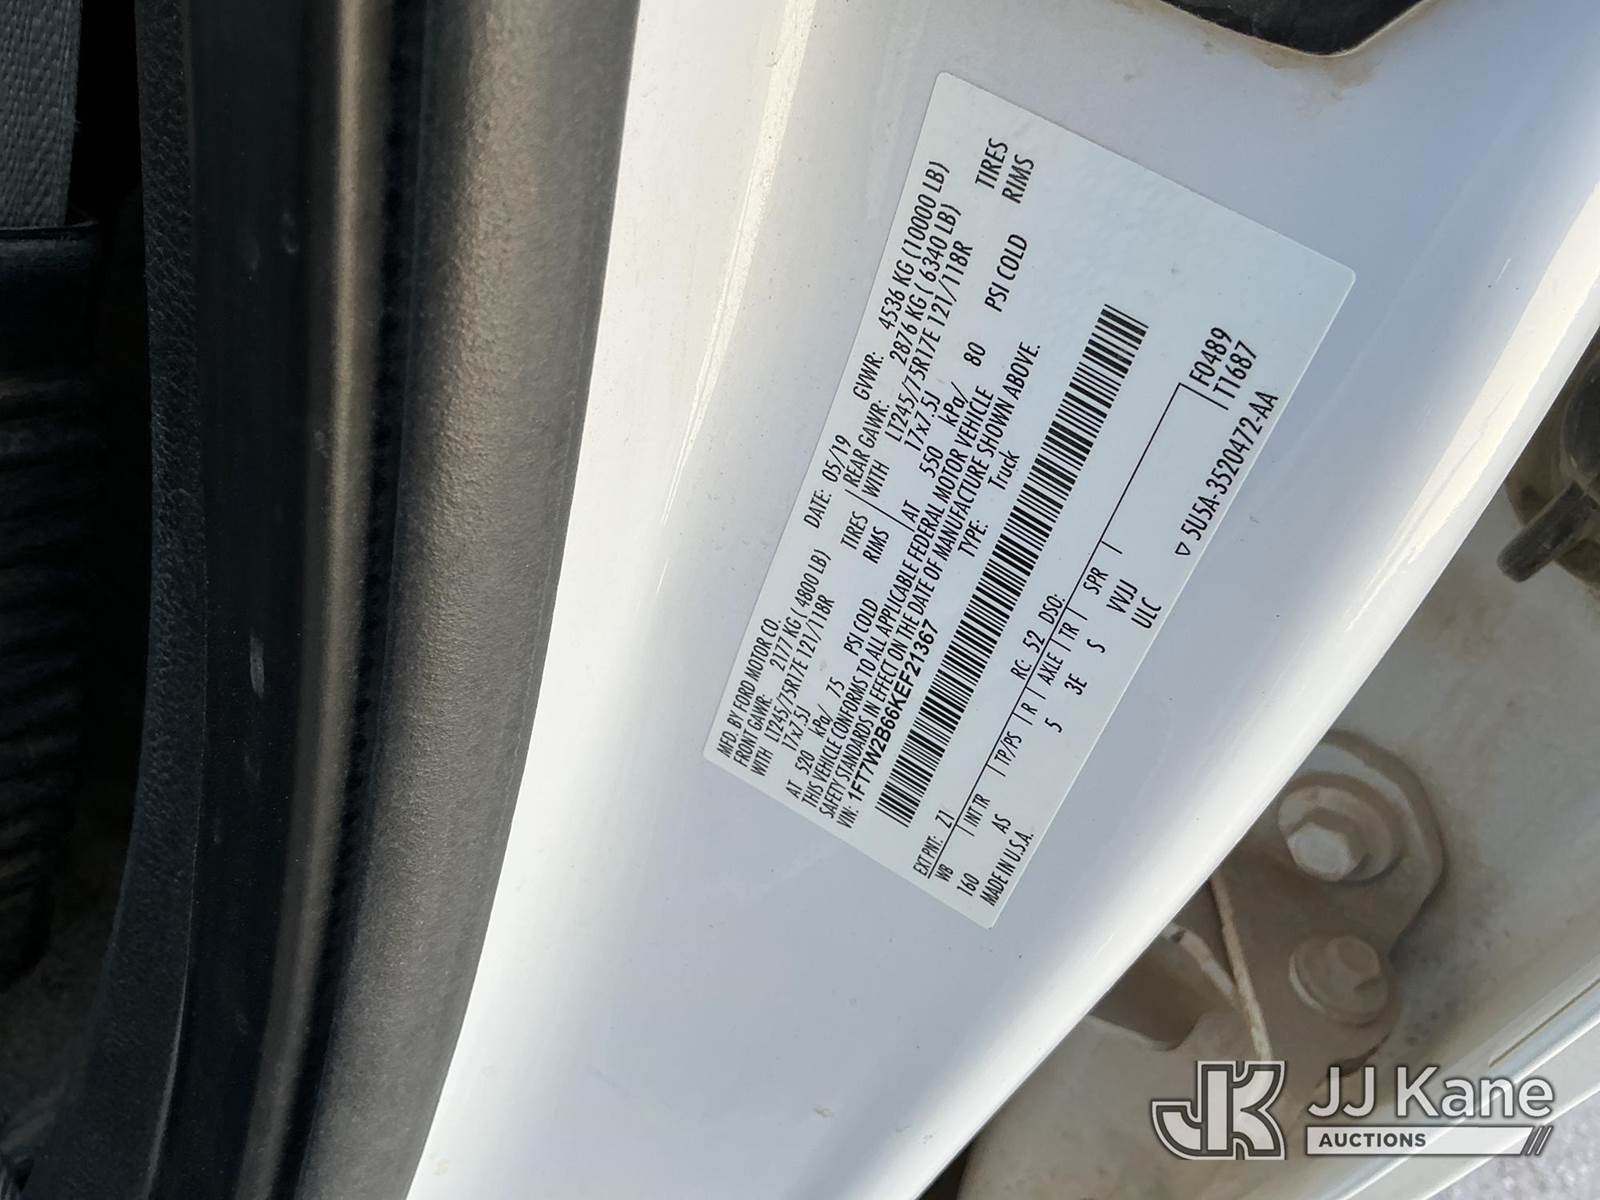 MFD. BY FORD MOTOR CO.
DATE: 05/19 GVWR: 4536 KG (10000 LB)
FRONT GAWR: 2177 KG ( 4800 LB) REAR GAWR: 2876 KG ( 6340 LB)
WITH LT245/75R17E 121/118R TIRES WITH LT245/75R17E 121/118R TIRES
17x7.5J RIMS 17x7.5J RIMS
AT 520 kPa/ 75 PSI COLD AT 550 kPa/ 80 PSI COLD
THIS VEHICLE CONFORMS TO ALL APPLICABLE FEDERAL MOTOR VEHICLE
SAFETY STANDARDS IN EFFECT ON THE DATE OF MANUFACTURE SHOWN ABOVE.
VIN: 1FT7W2B66KEF21367 TYPE: Truck
EXT PNT: Z1 RC: 52 DSO: F0489
WB INT TR TP/PS R AXLE TR SPR T1687
160 AS 5 3E S VVJJ
MADE IN U.S.A. ULC ▽ 5U5A-3520472-AA
JK JJ Kane
AUCTIONS